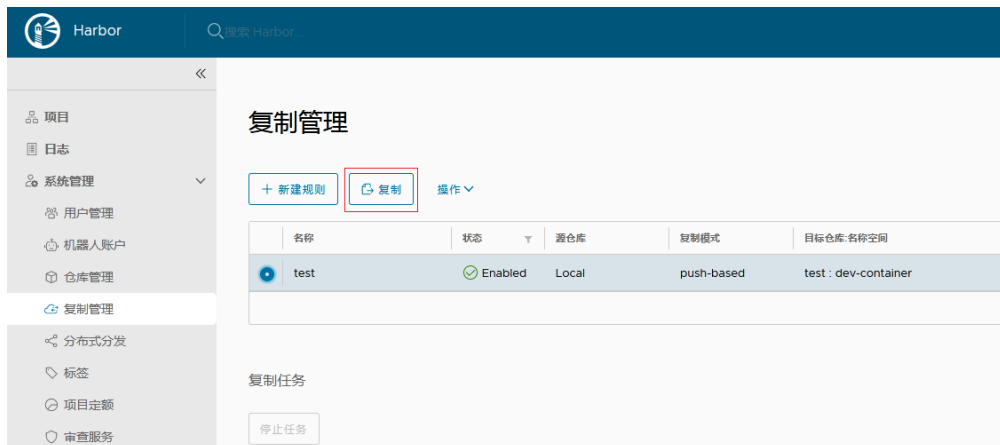 Harbor
搜索 Harbor...
项目
日志
系统管理
用户管理
机器人账户
仓库管理
复制管理
分布式分发
标签
项目定额
审查服务
复制管理
新建规则 复制 操作
名称 状态 源仓库 复制模式 目标仓库:名称空间
test Enabled Local push-based test : dev-container
复制任务
停止任务